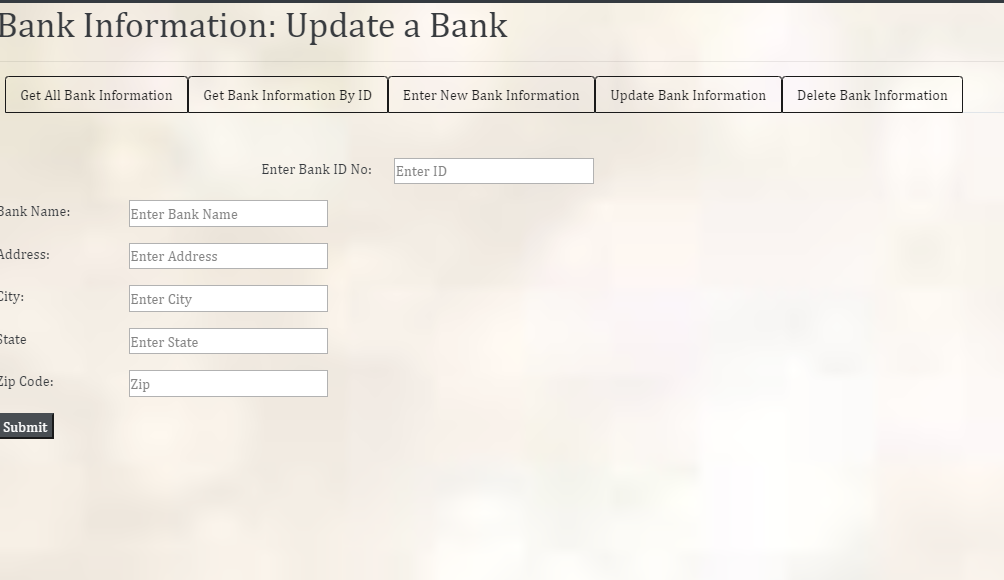 Bank Information: Update a Bank
Get All Bank Information Get Bank Information By ID Enter New Bank Information Update Bank Information Delete Bank Information
Enter Bank ID No: Enter ID
Bank Name: Enter Bank Name
Address: Enter Address
City: Enter City
State Enter State
Zip Code: Zip
Submit